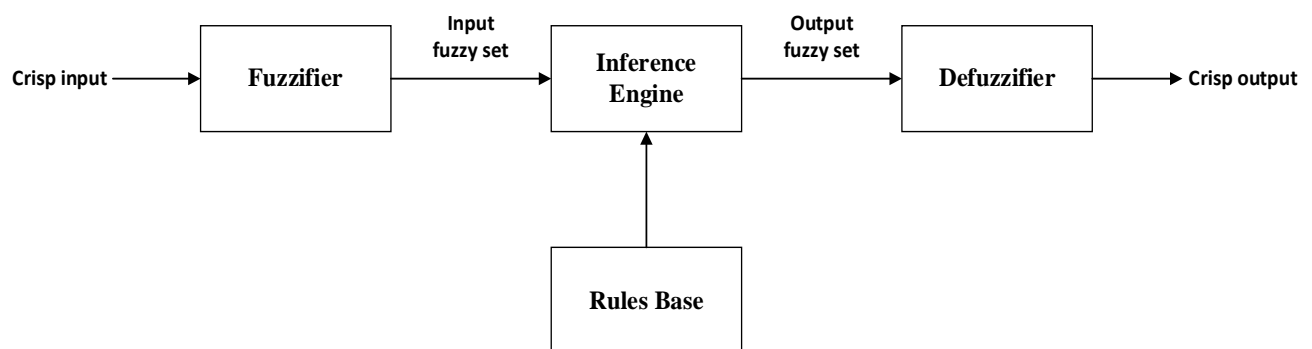 Crisp input
Fuzzifier
Input
fuzzy set
Inference
Engine
Output
fuzzy set
Defuzzifier
Crisp output
Rules Base